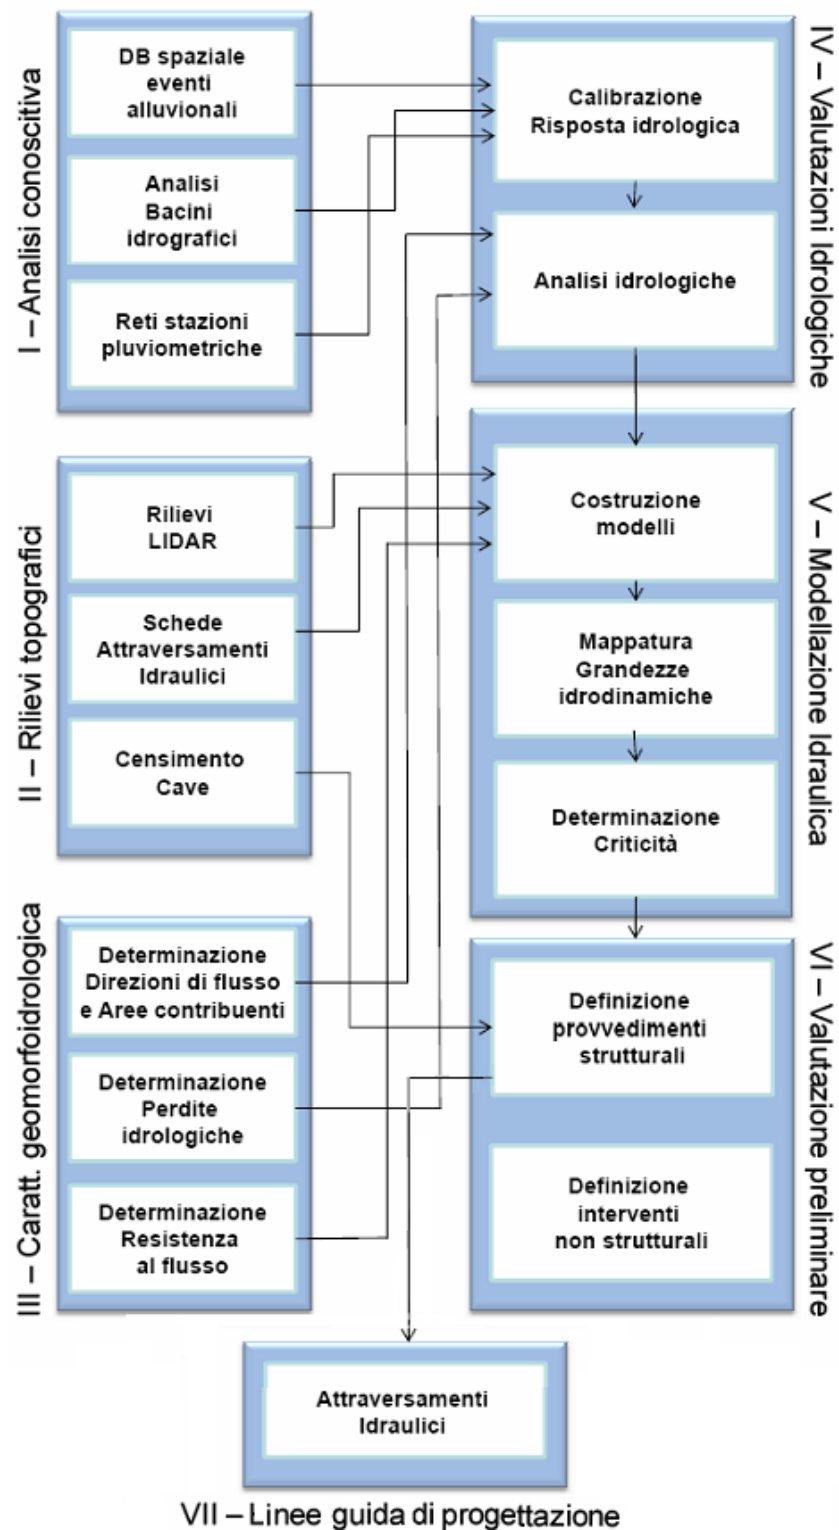 I – Analisi conoscitiva
DB spaziale
eventi
alluvionali
Analisi
Bacini
idrografici
Reti stazioni
pluviometriche
II – Rilievi topografici
Rilievi
LIDAR
Schede
Attraversamenti
Idraulici
Censimento
Cave
III – Caratt. geomorfoidrologica
Determinazione
Direzioni di flusso
e Aree contribuenti
Determinazione
Perdite
idrologiche
Determinazione
Resistenza
al flusso
IV – Valutazioni Idrologiche
Calibrazione
Risposta idrologica
Analisi idrologiche
V – Modellazione Idraulica
Costruzione
modelli
Mappatura
Grandezze
idrodinamiche
Determinazione
Criticità
VI – Valutazione preliminare
Definizione
provvedimenti
strutturali
Definizione
interventi
non strutturali
Attraversamenti
Idraulici
VII – Linee guida di progettazione